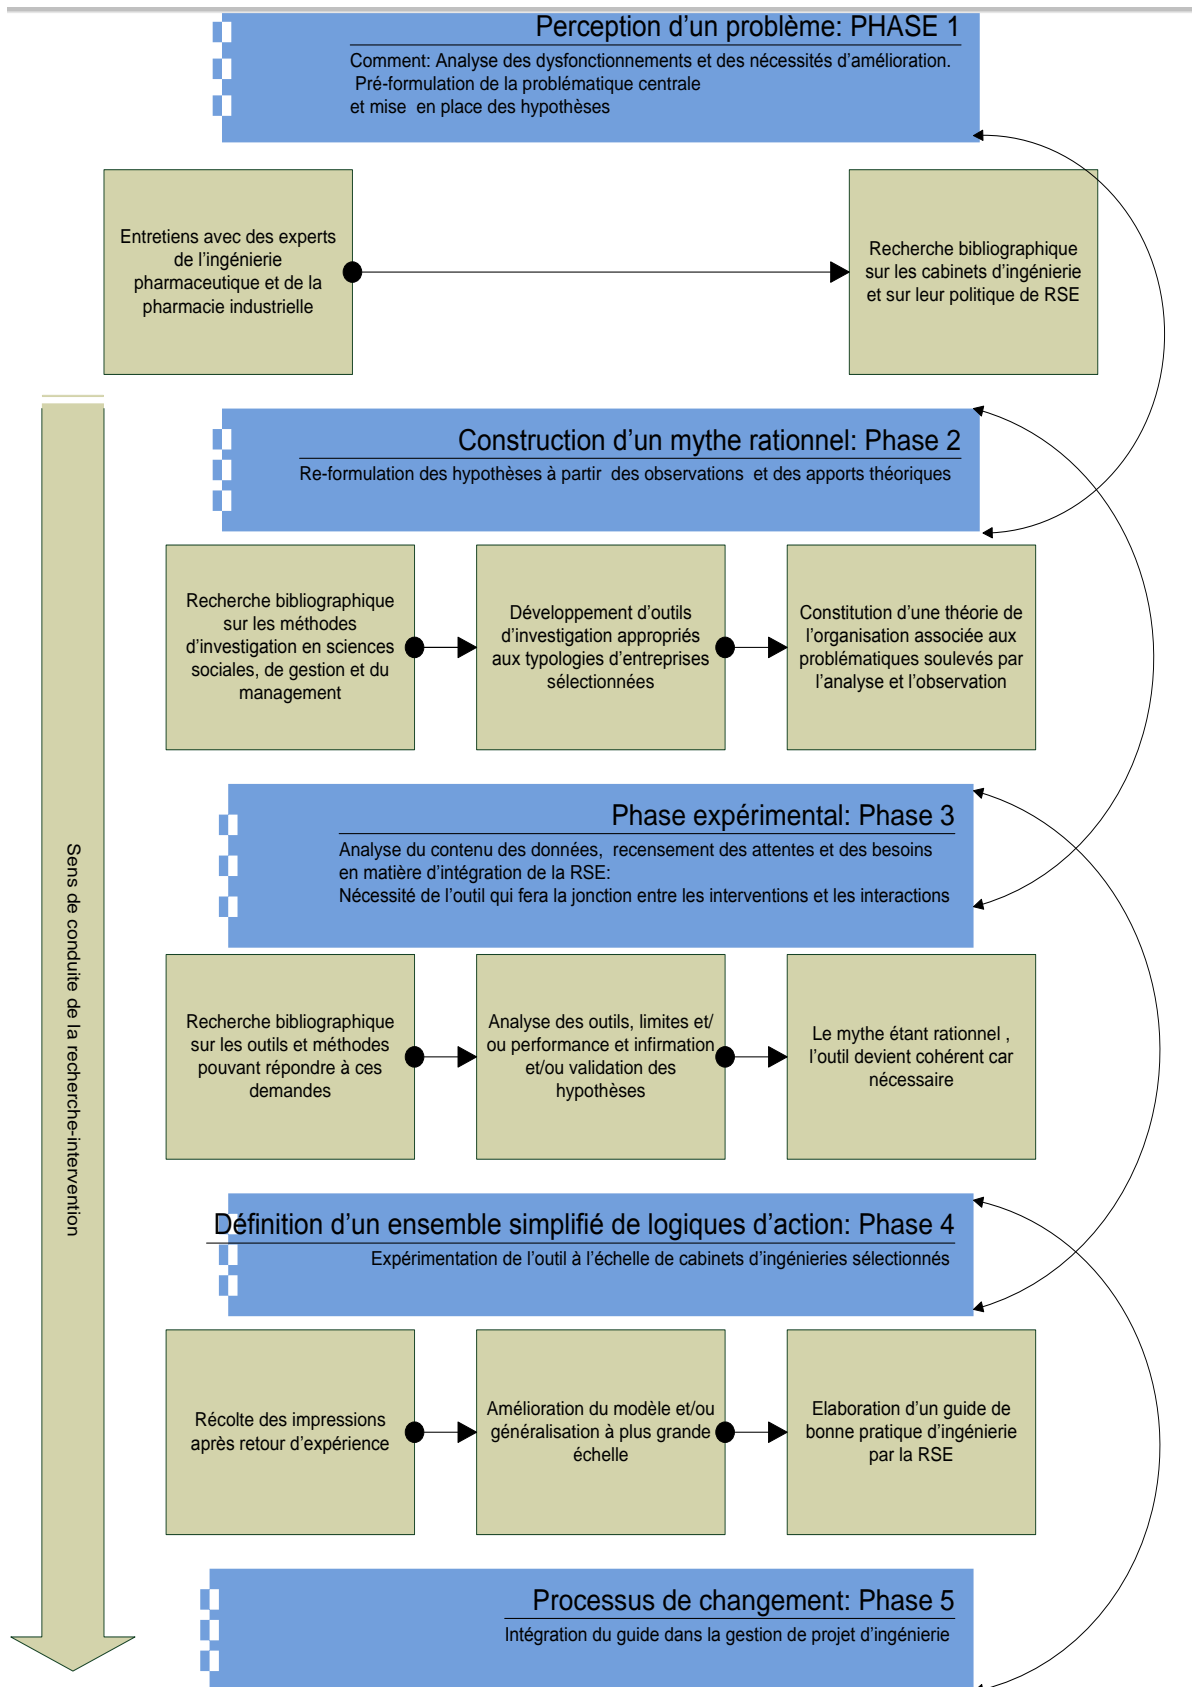 Perception d'un problème: PHASE 1
Comment: Analyse des dysfonctionnements et des nécessités d'amélioration.
Pré-formulation de la problématique centrale
et mise en place des hypothèses
Entretiens avec des experts
de l'ingénierie
pharmaceutique et de la
pharmacie industrielle
Recherche bibliographique
sur les cabinets d'ingénierie
et sur leur politique de RSE
Sens de conduite de la recherche-intervention
Construction d'un mythe rationnel: Phase 2
Re-formulation des hypothèses à partir des observations et des apports théoriques
Recherche bibliographique
sur les méthodes
d'investigation en sciences
sociales, de gestion et du
management
Développement d'outils
d'investigation appropriés
aux typologies d'entreprises
sélectionnées
Constitution d'une théorie de
l'organisation associée aux
problématiques soulevés par
l'analyse et l'observation
Phase expérimental: Phase 3
Analyse du contenu des données, recensement des attentes et des besoins
en matière d'intégration de la RSE:
Nécessité de l'outil qui fera la jonction entre les interventions et les interactions
Recherche bibliographique
sur les outils et méthodes
pouvant répondre à ces
demandes
Analyse des outils, limites et/
ou performance et infirmation
et/ou validation des
hypothèses
Le mythe étant rationnel ,
l'outil devient cohérent car
nécessaire
Définition d'un ensemble simplifié de logiques d'action: Phase 4
Expérimentation de l'outil à l'échelle de cabinets d'ingénieries sélectionnés
Récolte des impressions
après retour d'expérience
Amélioration du modèle et/ou
généralisation à plus grande
échelle
Elaboration d'un guide de
bonne pratique d'ingénierie
par la RSE
Processus de changement: Phase 5
Intégration du guide dans la gestion de projet d'ingénierie